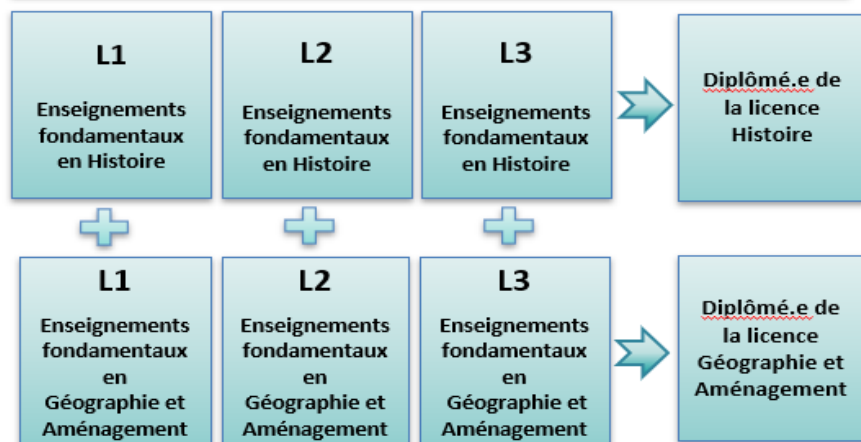 L1
Enseignements
fondamentaux
en Histoire
L2
Enseignements
fondamentaux
en Histoire
L3
Enseignements
fondamentaux
en Histoire
Diplômé.e de
la licence
Histoire
L1
Enseignements
fondamentaux
en
Géographie et
Aménagement
L2
Enseignements
fondamentaux
en
Géographie et
Aménagement
L3
Enseignements
fondamentaux
en
Géographie et
Aménagement
Diplômé.e de
la licence
Géographie et
Aménagement